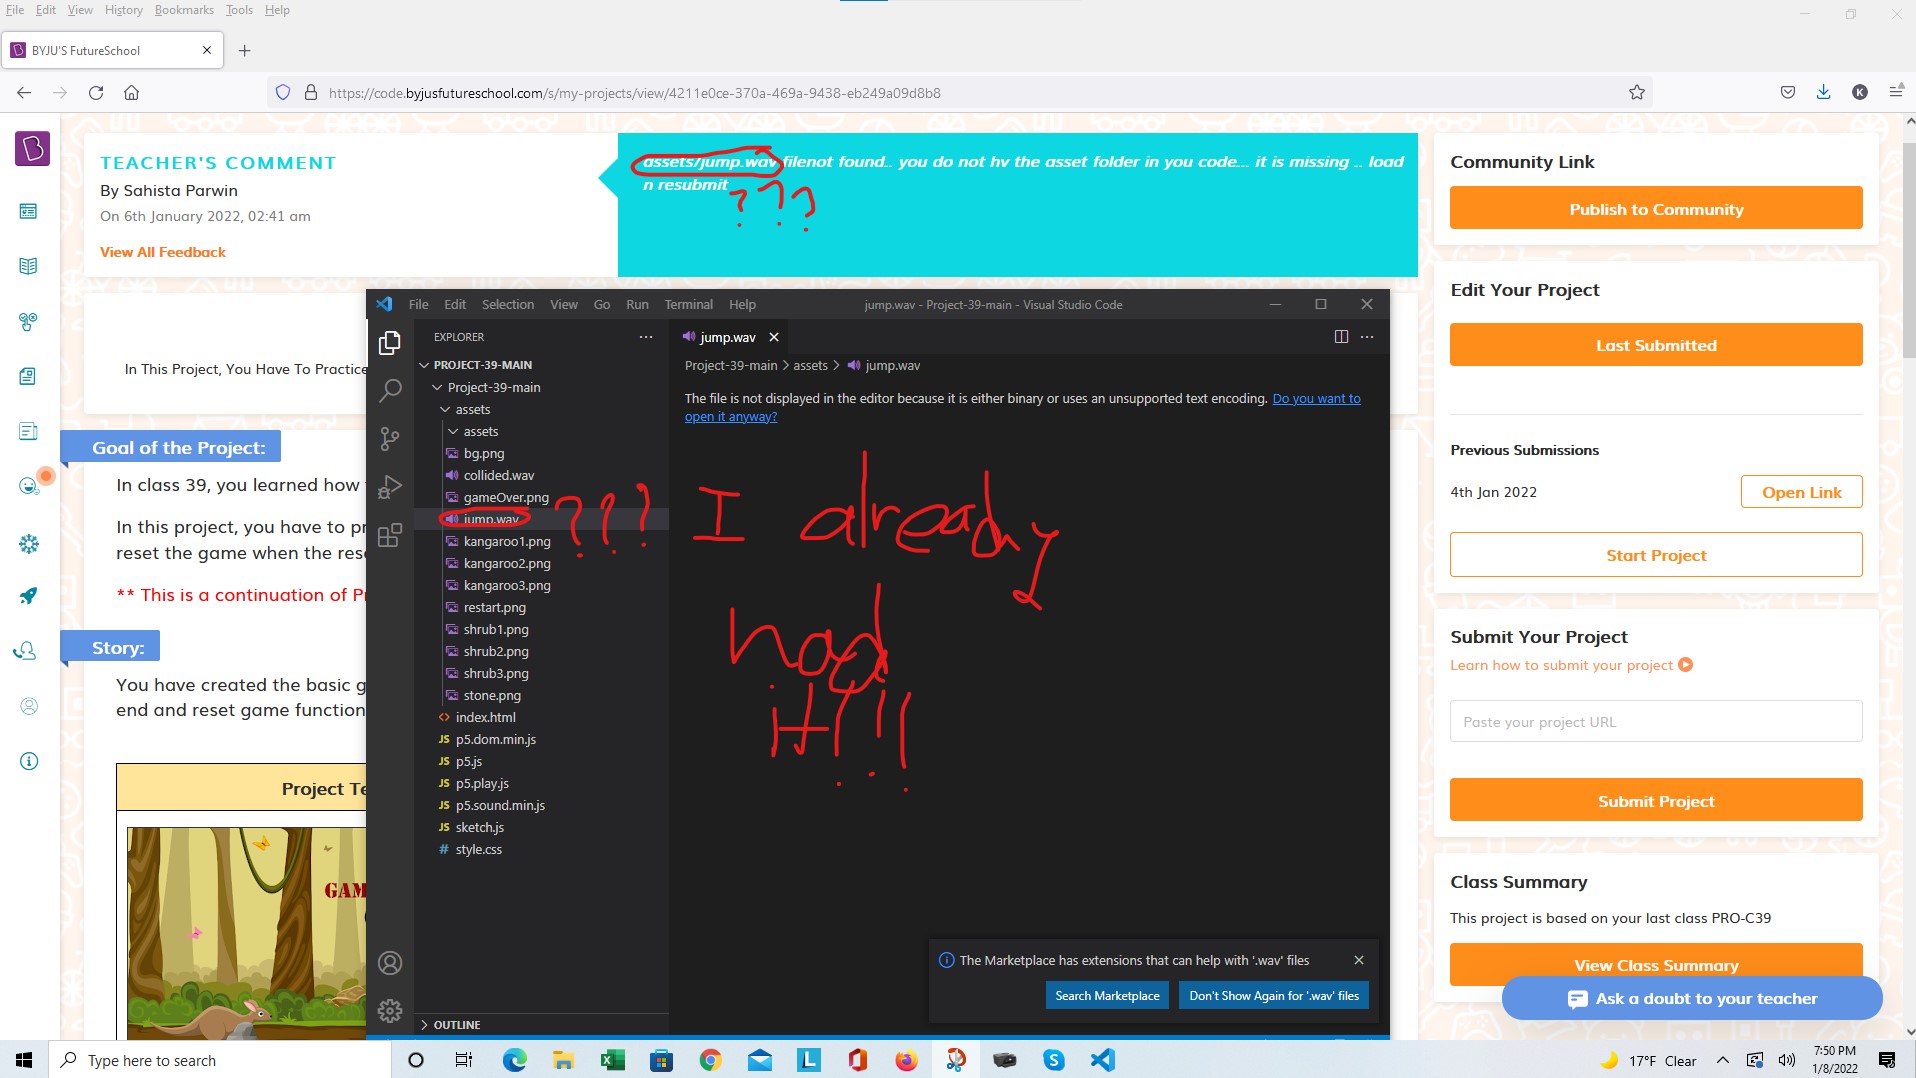 File Edit View History Bookmarks Tools Help
BYJU'S FutureSchool
https://code.byjusfutureschool.com/s/my-projects/view/4211e0ce-370a-469a-9438-eb249a09d8b8
K
TEACHER'S COMMENT
By Sahista Parwin
On 6th January 2022, 02:41 am
View All Feedback
assets/jump.wav filenot found.. you do not hv the asset folder in you code... it is missing .. load
n resubmit
???
In This Project, You Have To Practice
Goal of the Project:
In class 39, you learned how
In this project, you have to pr
reset the game when the res
** This is a continuation of P
Story:
You have created the basic g
end and reset game function
Project Te
GAM
File Edit Selection View Go Run Terminal Help
jump.wav - Project-39-main - Visual Studio Code
EXPLORER
PROJECT-39-MAIN
Project-39-main
assets
assets
bg.png
collided.wav
gameOver.png
jump.wav
???
kangaroo1.png
kangaroo2.png
kangaroo3.png
restart.png
shrub1.png
shrub2.png
shrub3.png
stone.png
index.html
JS p5.dom.min.js
JS p5.js
JS p5.play.js
JS p5.sound.min.js
JS sketch.js
# style.css
OUTLINE
jump.wav
Project-39-main > assets > jump.wav
The file is not displayed in the editor because it is either binary or uses an unsupported text encoding. Do you want to
open it anyway?
I already
had
it!!!
The Marketplace has extensions that can help with '.wav' files
Search Marketplace
Don't Show Again for '.wav' files
Community Link
Publish to Community
Edit Your Project
Last Submitted
Previous Submissions
4th Jan 2022
Open Link
Start Project
Submit Your Project
Learn how to submit your project
Paste your project URL
Submit Project
Class Summary
This project is based on your last class PRO-C39
View Class Summary
Ask a doubt to your teacher
Type here to search
17°F Clear
7:50 PM
1/8/2022